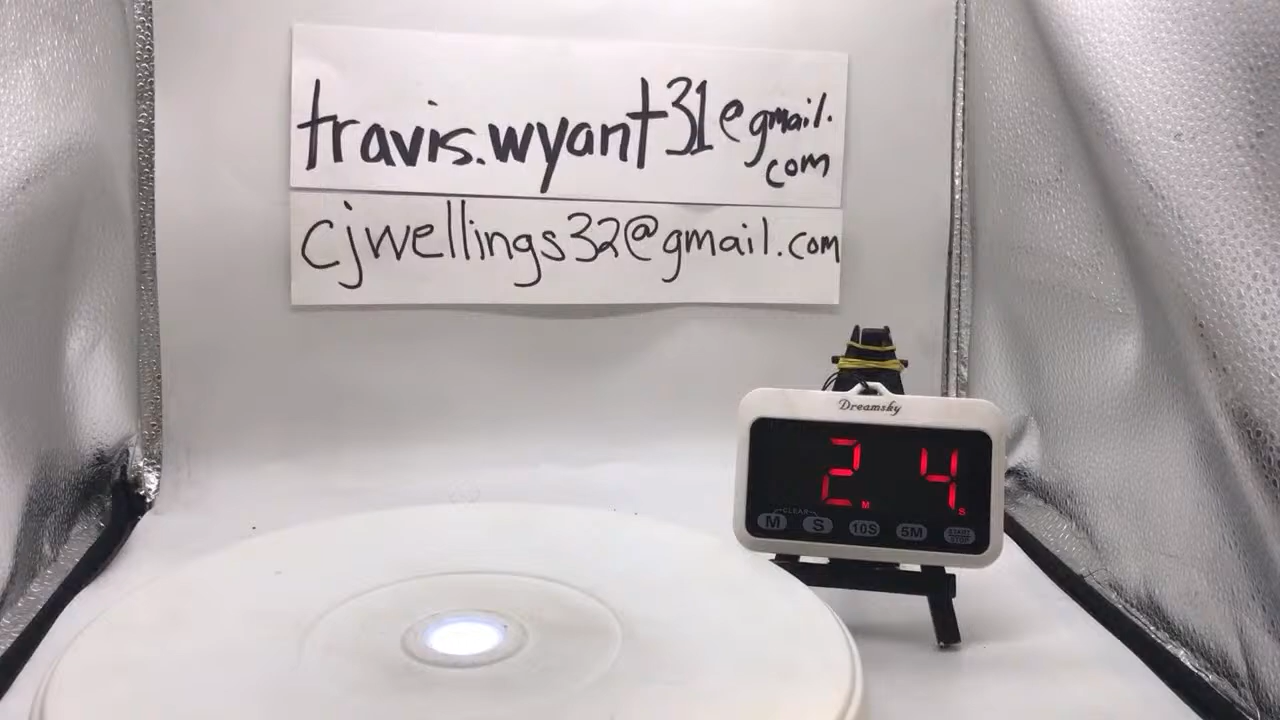 travis.wyant31@gmail.
com
cjwellings32@gmail.com
Dreamsky
2 M 4 S
CLEAR
M S 10S 5M START/STOP